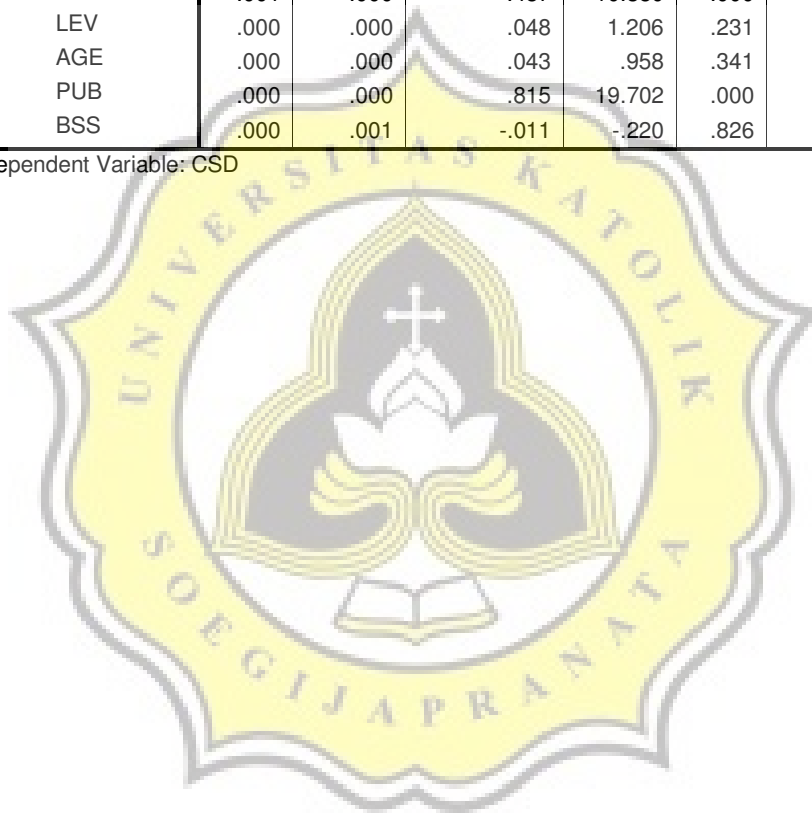 LEV .000 .000 .048 1.206 .231
AGE .000 .000 .043 .958 .341
PUB .000 .000 .815 19.702 .000
BSS .000 .001 -.011 -.220 .826
ependent Variable: CSD
UNIVERSITAS KATOLIK
SOEGIJAPRANATA